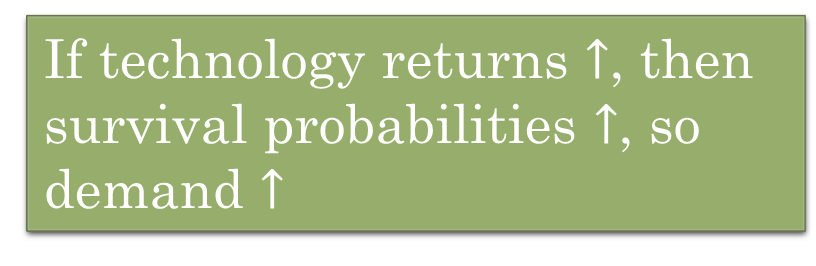 If technology returns ↑, then
survival probabilities ↑, so
demand ↑